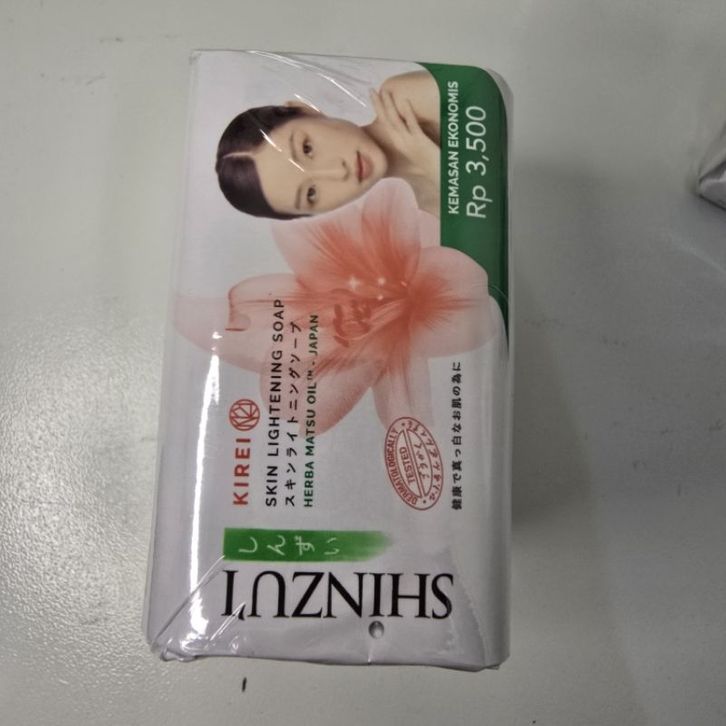 SHINZU'I
しんずい
KIREI
SKIN LIGHTENING SOAP
スキンライトニングソープ
HERBA MATSU OIL™ - JAPAN
DERMATOLOGICALLY
TESTED
健康で真っ白なお肌の為に
KEMASAN EKONOMIS
Rp 3,500